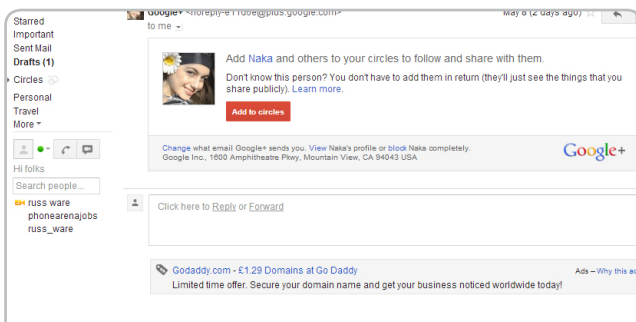 Starred
Important
Sent Mail
Drafts (1)
Circles
Personal
Travel
More
Hi folks
Search people...
russ ware
phonearenajobs
russ_ware
Google+ @plus.google.com> May 8 (2 days ago)
to me
Add Naka and others to your circles to follow and share with them.
Don't know this person? You don't have to add them in return (they'll just see the things that you
share publicly). Learn more.
Add to circles
Change what email Google+ sends you. View Naka's profile or block Naka completely.
Google Inc., 1600 Amphitheatre Pkwy, Mountain View, CA 94043 USA
Google+
Click here to Reply or Forward
Godaddy.com - £1.29 Domains at Go Daddy
Ads – Why this ad
Limited time offer. Secure your domain name and get your business noticed worldwide today!